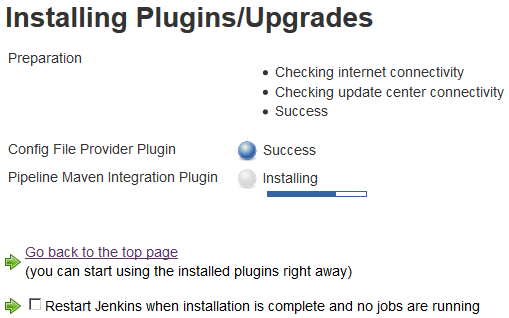 Installing Plugins/Upgrades
Preparation
Checking internet connectivity
Checking update center connectivity
Success
Config File Provider Plugin Success
Pipeline Maven Integration Plugin Installing
Go back to the top page
(you can start using the installed plugins right away)
Restart Jenkins when installation is complete and no jobs are running